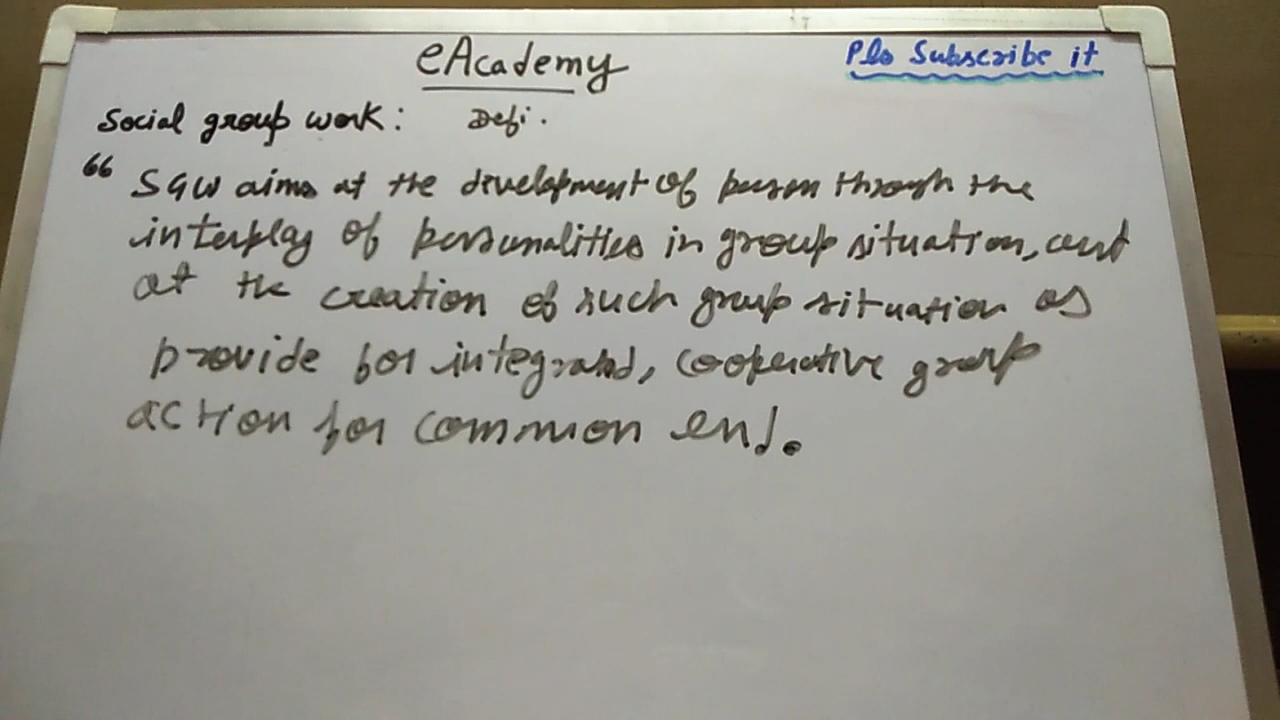 eAcademy
Pls Subscribe it
Social group work: Defi.
“ SGW aims at the development of person through the
interplay of personalities in group situation, and
at the creation of such group situation as
provide for integrated, cooperative group
action for common end.